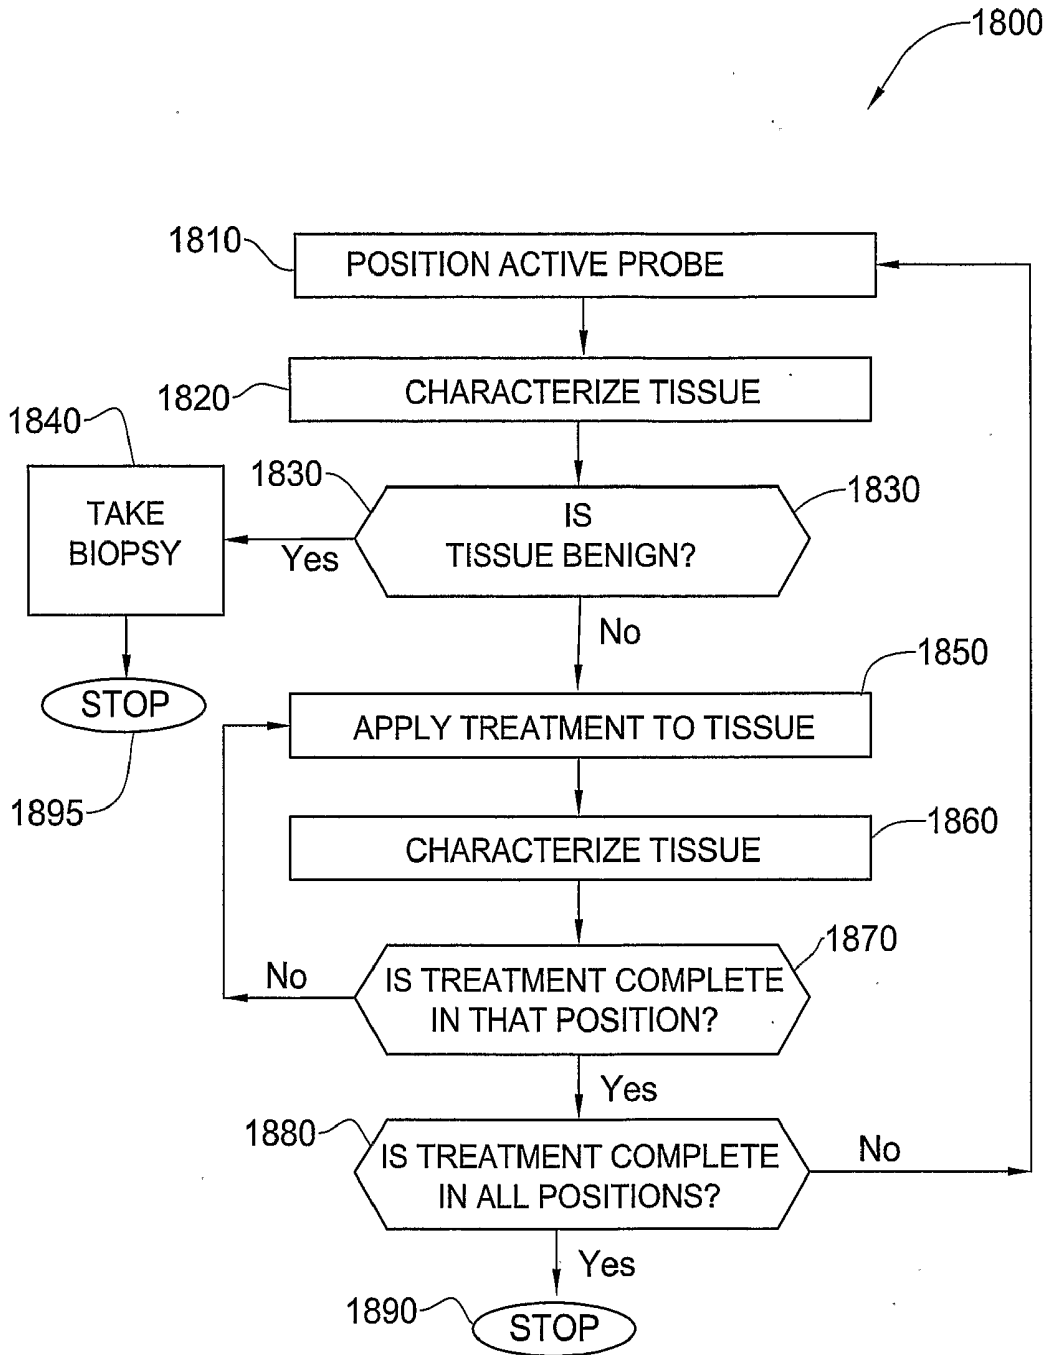 1800
1810
POSITION ACTIVE PROBE
1820
CHARACTERIZE TISSUE
1840
1830
1830
TAKE
BIOPSY
Yes
IS
TISSUE BENIGN?
No
1850
STOP
APPLY TREATMENT TO TISSUE
1895
1860
CHARACTERIZE TISSUE
1870
No
IS TREATMENT COMPLETE
IN THAT POSITION?
Yes
1880
IS TREATMENT COMPLETE
IN ALL POSITIONS?
No
Yes
1890
STOP